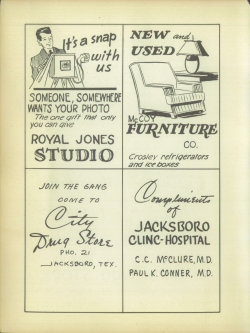 It's a snap
with
us
SOMEONE, SOMEWHERE
WANTS YOUR PHOTO
The one gift that only
you can give
ROYAL JONES
STUDIO
NEW and
USED
McCOY
FURNITURE
CO.
Crosley refrigerators
and ice boxes
JOIN THE GANG
COME TO
City
Drug Store
PHO. 21
JACKSBORO, TEX.
Compliments
of
JACKSBORO
CLINC-HOSPITAL
C.C. McCLURE, M.D.
PAUL K. CONNER, M.D.